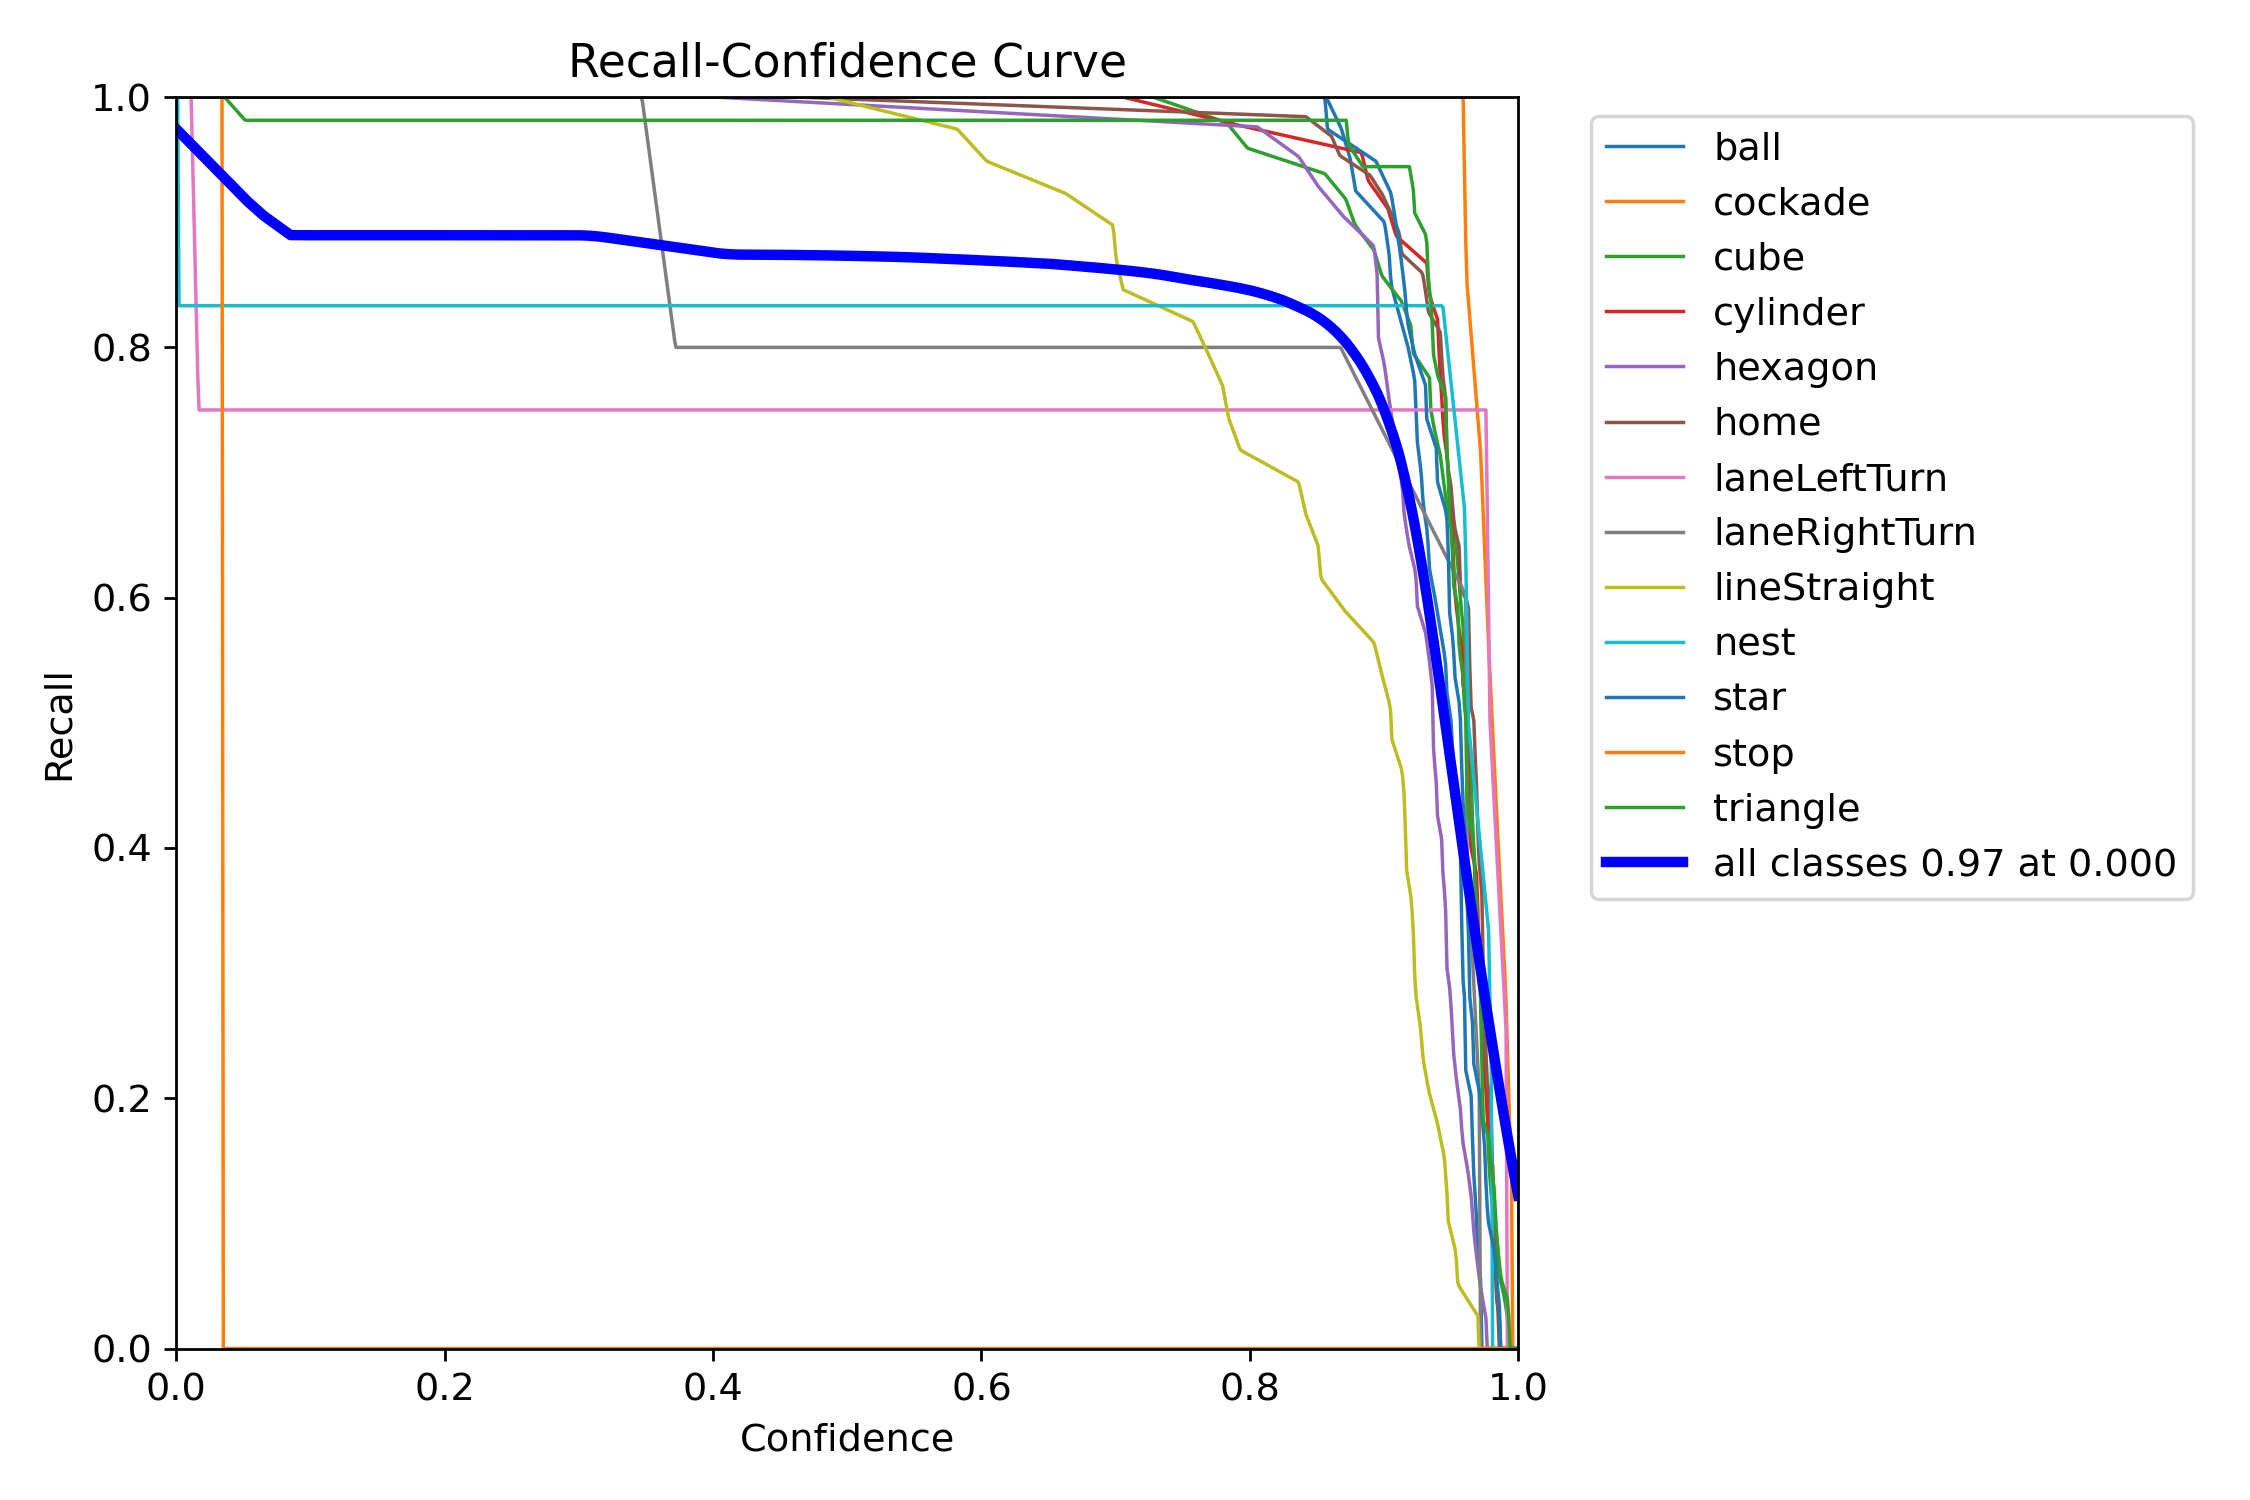 Recall-Confidence Curve
1.0
0.8
0.6
0.4
0.2
0.0
Recall
0.0 0.2 0.4 0.6 0.8 1.0
Confidence
ball
cockade
cube
cylinder
hexagon
home
laneLeftTurn
laneRightTurn
lineStraight
nest
star
stop
triangle
all classes 0.97 at 0.000